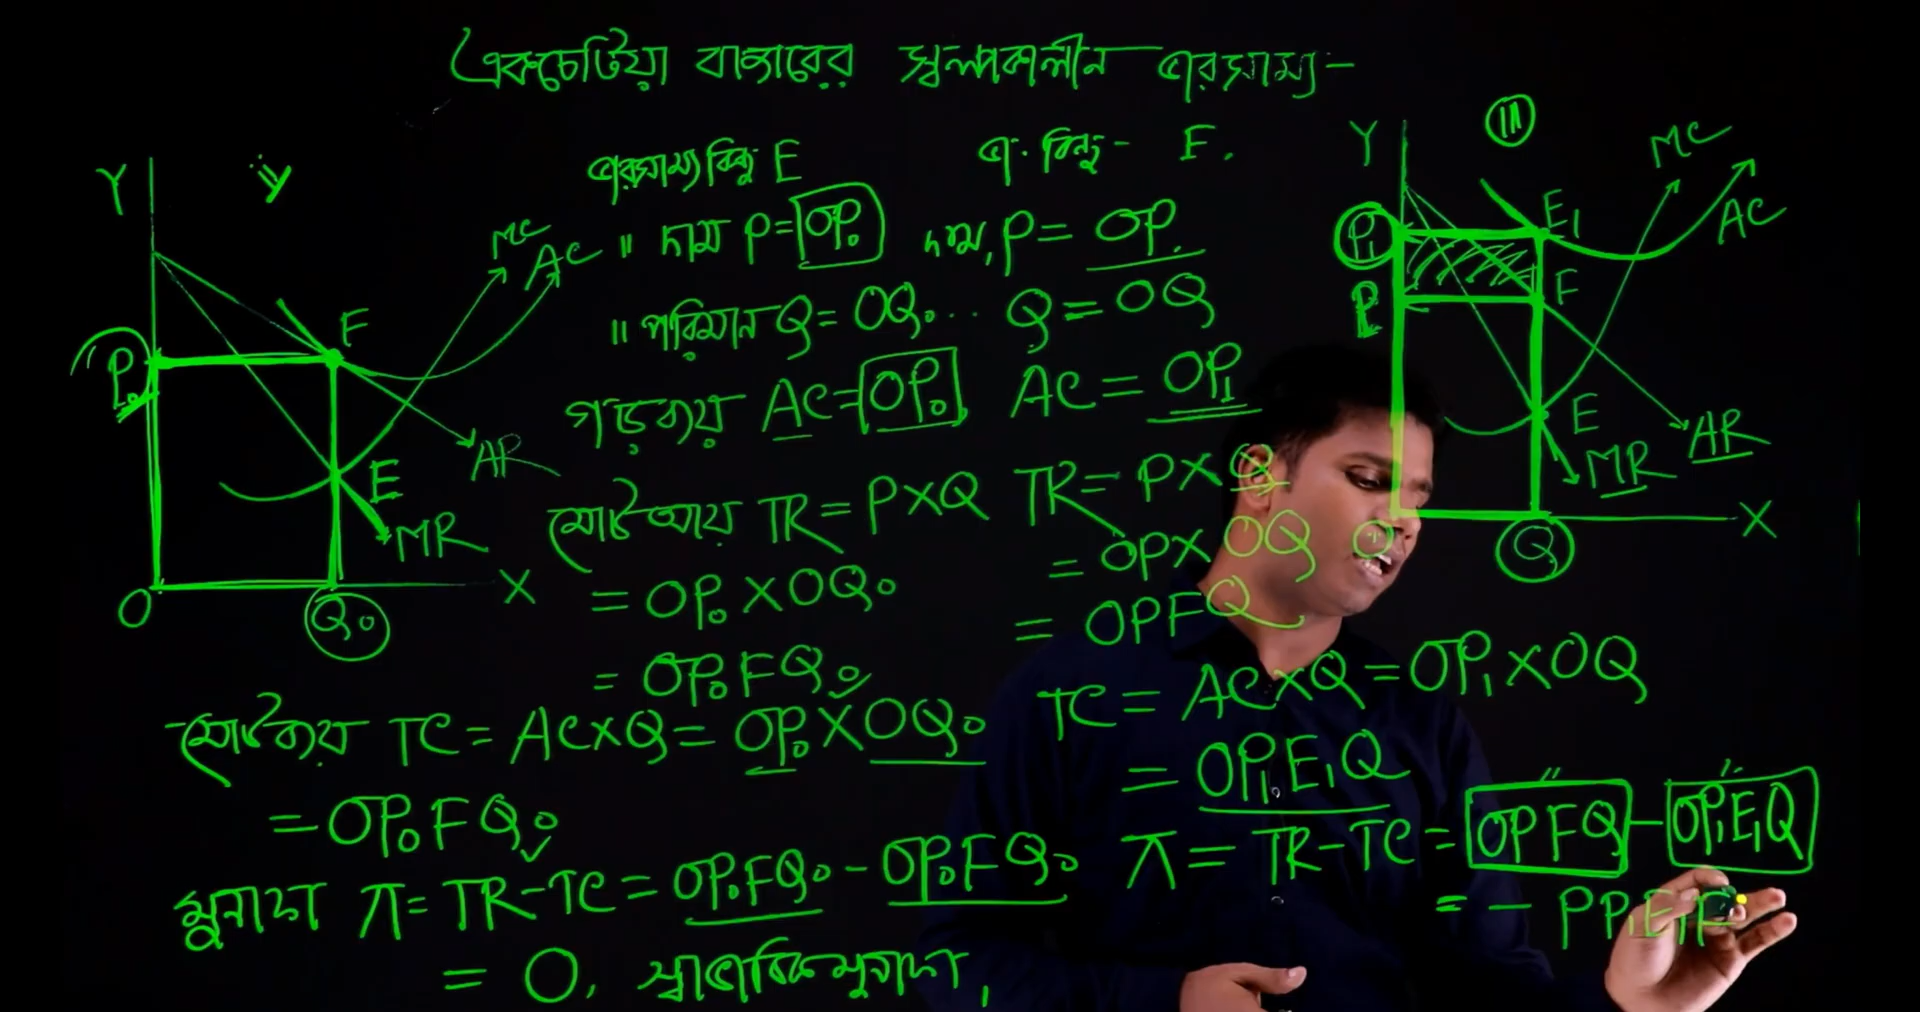 একচেটিয়া বাজারের স্বল্পকালীন ভারসাম্য-
ii
Y
P₀
O
Q₀
X
F
E
MC
AC
AR
MR
ভারসাম্য বিন্দু E
" দাম P = OP₀
" পরিমান Q = OQ₀..
গড়ব্যয় AC = OP₀
মোট আয় TR = P×Q
= OP₀ × OQ₀
= OP₀FQ₀
মোট ব্যয় TC = AC×Q = OP₀ × OQ₀
= OP₀FQ₀
মুনাফা π = TR-TC = OP₀FQ₀ - OP₀FQ₀
= 0, স্বাভাবিক মুনাফা,
ভা. বিন্দু - E.
দাম, P = OP.
Q = OQ
AC = OP₁
TR = P×Q
= OP×OQ
= OPFQ
TC = AC×Q = OP₁×OQ
= OP₁E₁Q
π = TR-TC = OPFQ - OP₁E₁Q
= - PP₁E₁F
iii
Y
P₁
P
O
Q
X
E₁
F
E
MC
AC
AR
MR